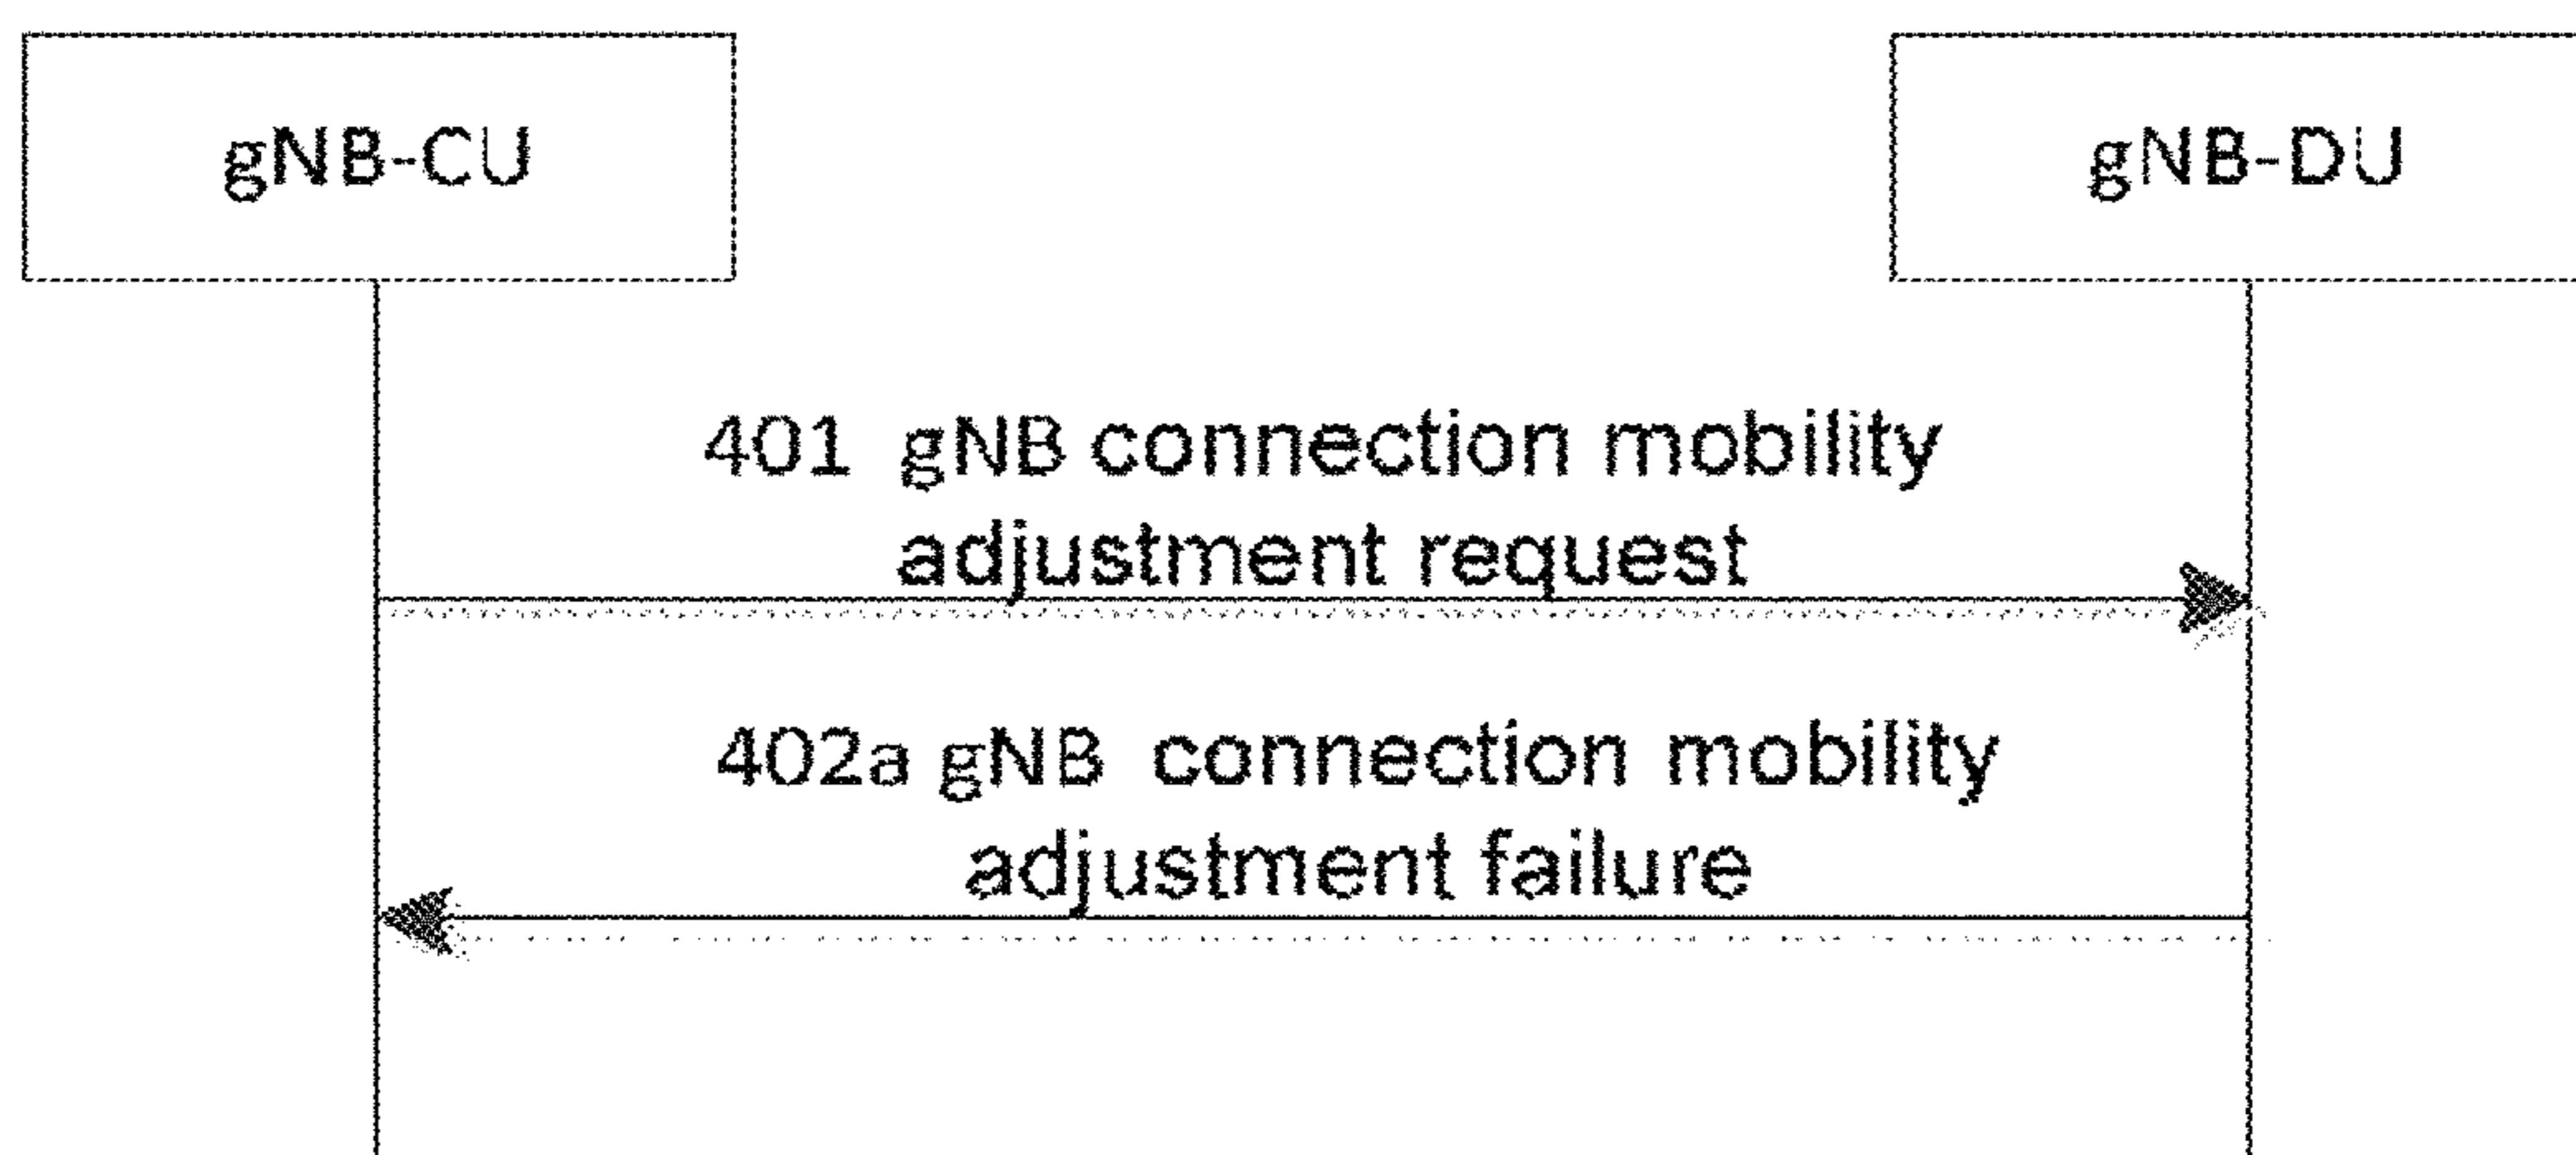 gNB-CU
gNB-DU
401 gNB connection mobility
adjustment request
402a gNB connection mobility
adjustment failure